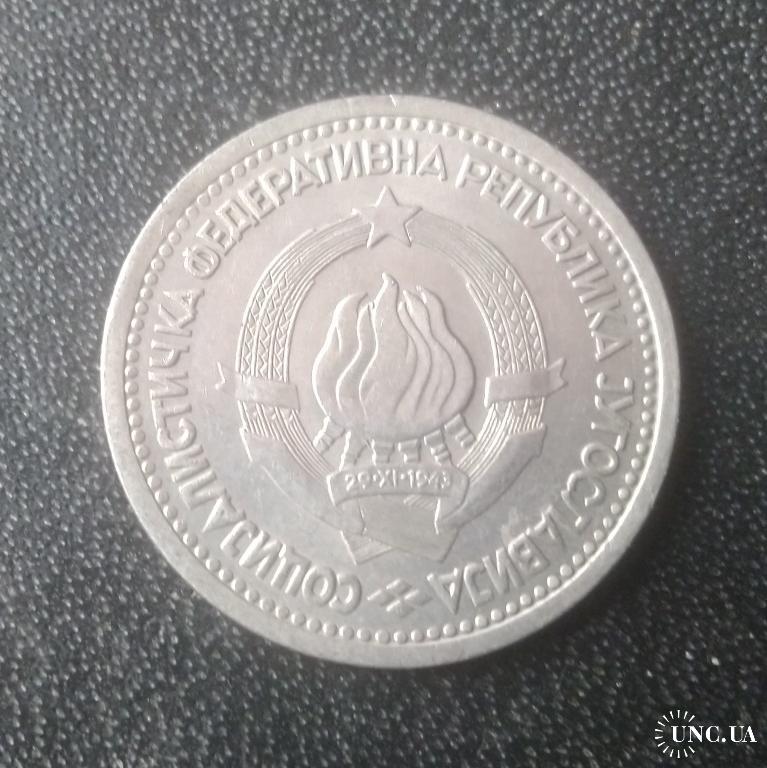 СОЦИЈАЛИСТИЧКА ФЕДЕРАТИВНА РЕПУБЛИКА ЈУГОСЛАВИЈА
29·XI·1943
UNC.UA